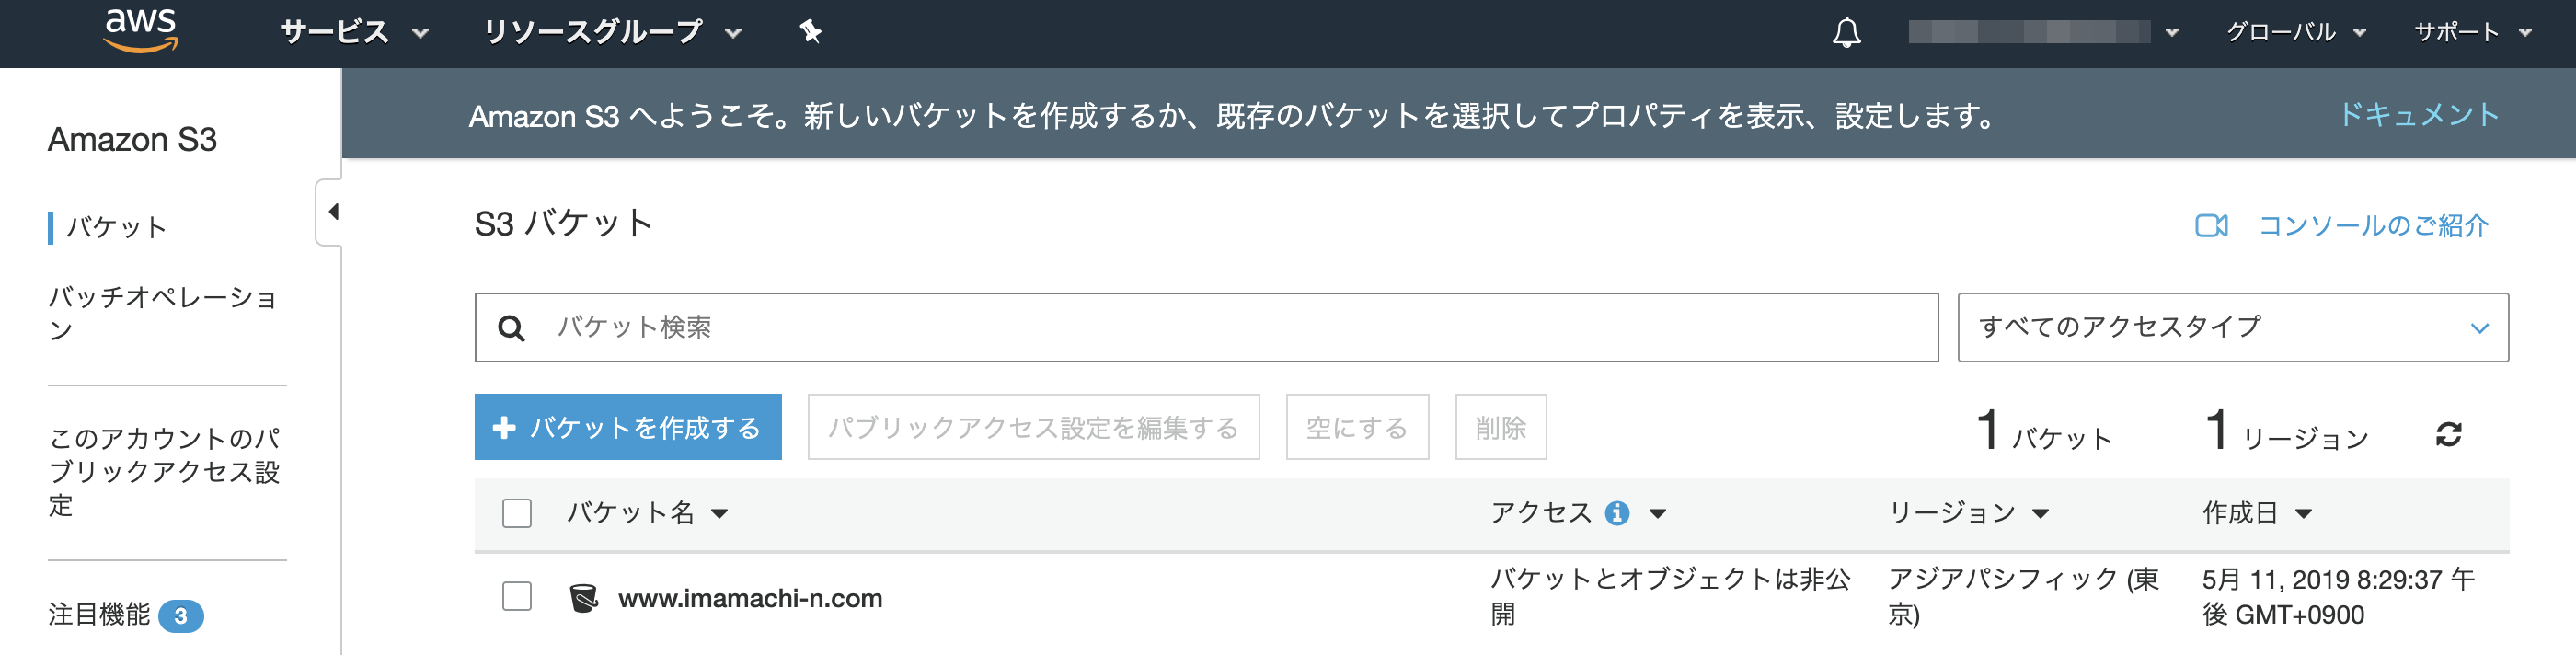 aws サービス リソースグループ グローバル サポート
Amazon S3 へようこそ。新しいバケットを作成するか、既存のバケットを選択してプロパティを表示、設定します。 ドキュメント
Amazon S3
バケット
バッチオペレーショ
ン
このアカウントのパ
ブリックアクセス設
定
注目機能 3
S3 バケット コンソールのご紹介
バケット検索 すべてのアクセスタイプ
バケットを作成する パブリックアクセス設定を編集する 空にする 削除 1 バケット 1 リージョン
バケット名 アクセス リージョン 作成日
www.imamachi-n.com バケットとオブジェクトは非公 アジアパシフィック (東 5月 11, 2019 8:29:37 午
開 京) 後 GMT+0900